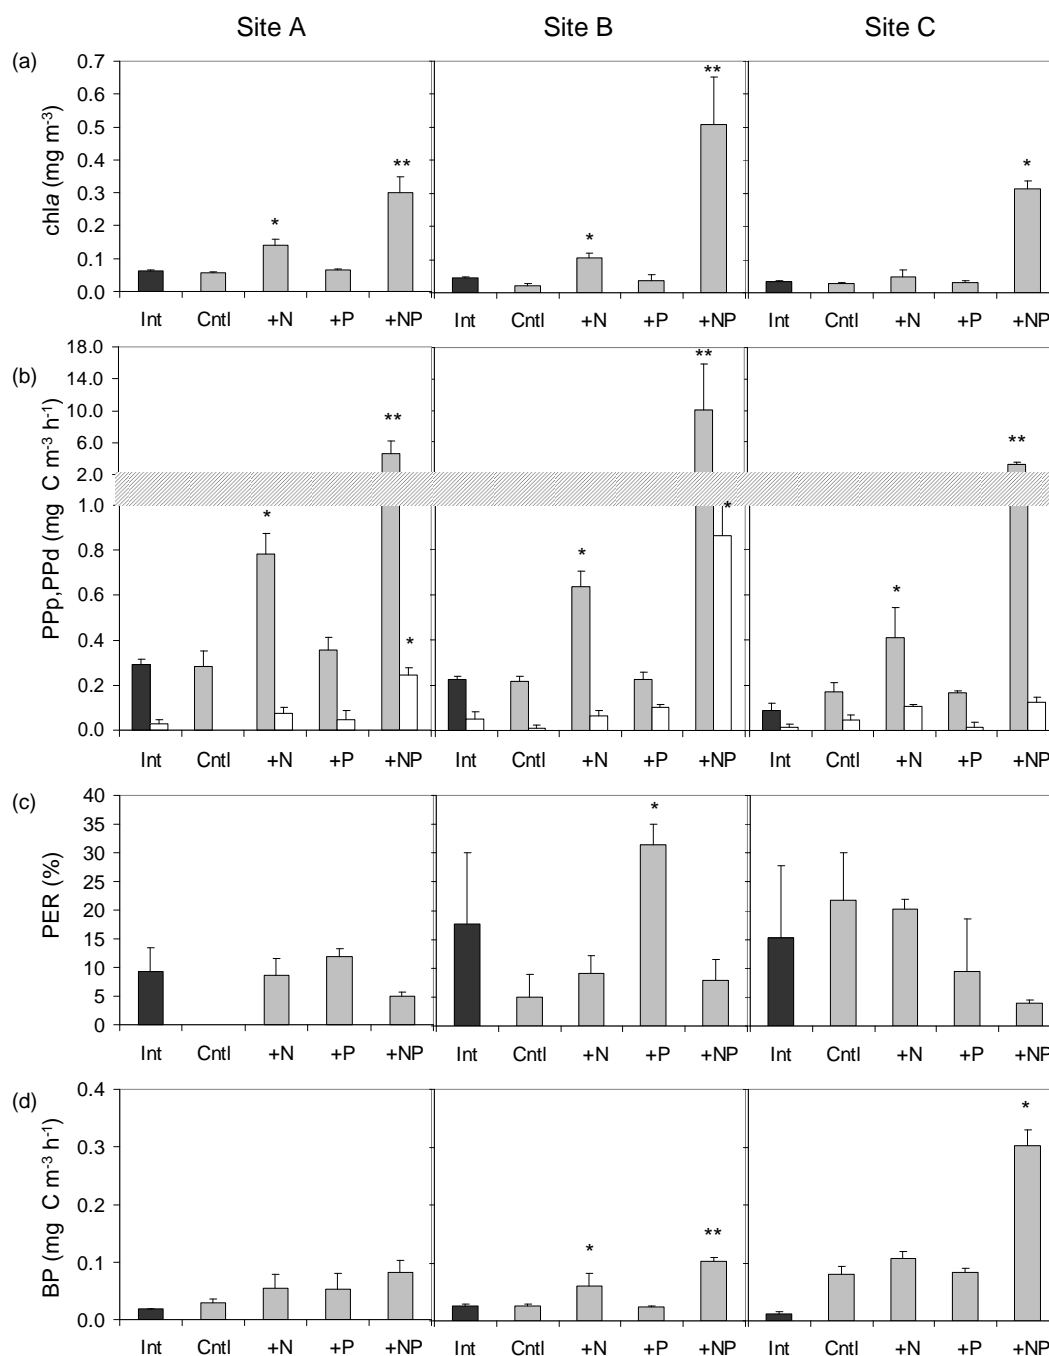 Site A Site B Site C
(a)
chla (mg m-3)
0.7
0.6
0.5
0.4
0.3
0.2
0.1
0.0
* ** * ** *
Int Cntl +N +P +NP Int Cntl +N +P +NP Int Cntl +N +P +NP
(b)
PPp,PPd (mg C m-3 h-1)
18.0
14.0
10.0
6.0
2.0
1.0
0.8
0.6
0.4
0.2
0.0
* ** * * ** * * **
Int Cntl +N +P +NP Int Cntl +N +P +NP Int Cntl +N +P +NP
(c)
PER (%)
40
35
30
25
20
15
10
5
0
*
Int Cntl +N +P +NP Int Cntl +N +P +NP Int Cntl +N +P +NP
(d)
BP (mg C m-3 h-1)
0.4
0.3
0.2
0.1
0.0
* ** *
Int Cntl +N +P +NP Int Cntl +N +P +NP Int Cntl +N +P +NP